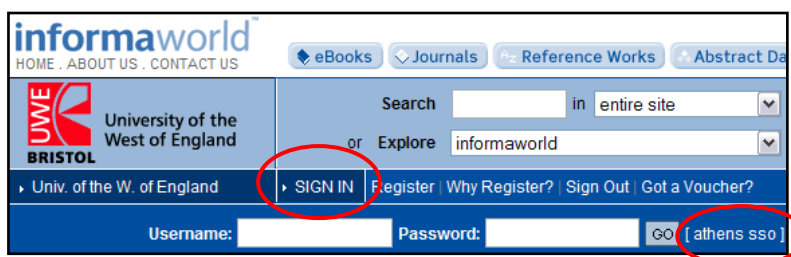 informaworld™
HOME . ABOUT US . CONTACT US
eBooks Journals Reference Works Abstract Da
UWE BRISTOL
University of the
West of England
Search in entire site
or Explore informaworld
Univ. of the W. of England SIGN IN Register | Why Register? | Sign Out | Got a Voucher?
Username: Password: GO [ athens sso ]